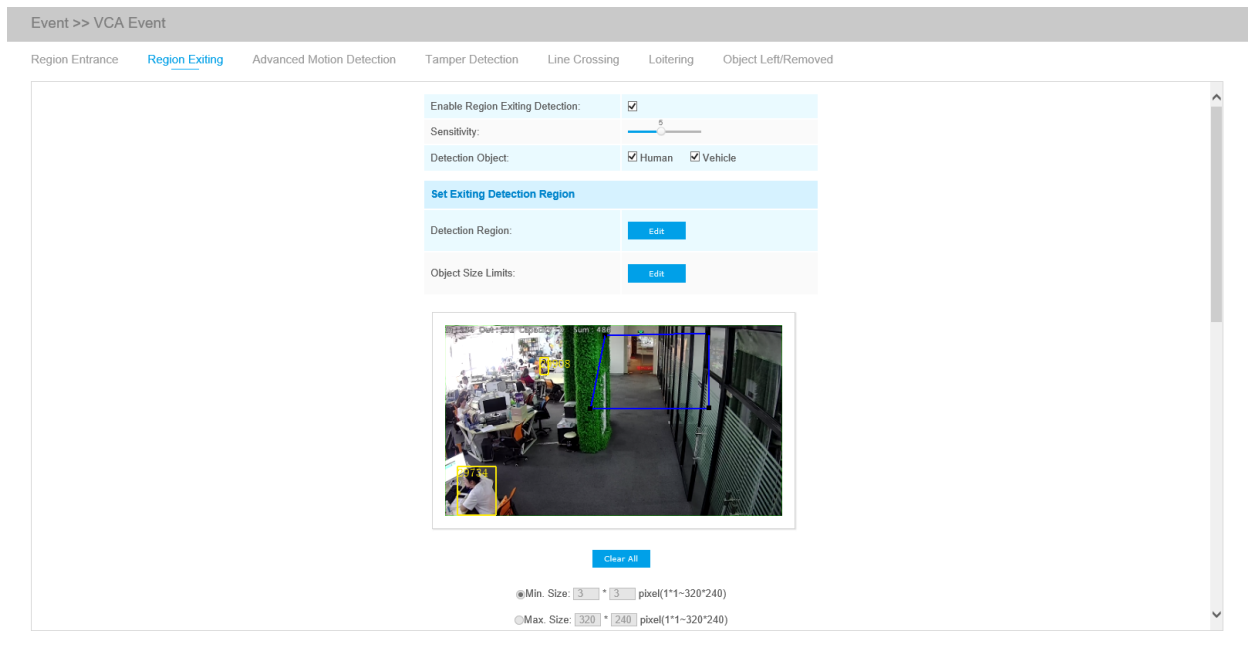 Event >> VCA Event
Region Entrance Region Exiting Advanced Motion Detection Tamper Detection Line Crossing Loitering Object Left/Removed
Enable Region Exiting Detection:
5
Sensitivity:
Detection Object: Human Vehicle
Set Exiting Detection Region
Detection Region: Edit
Object Size Limits: Edit
Sum : 486
9734
Clear All
Min. Size: 3 * 3 pixel(1*1~320*240)
Max. Size: 320 * 240 pixel(1*1~320*240)